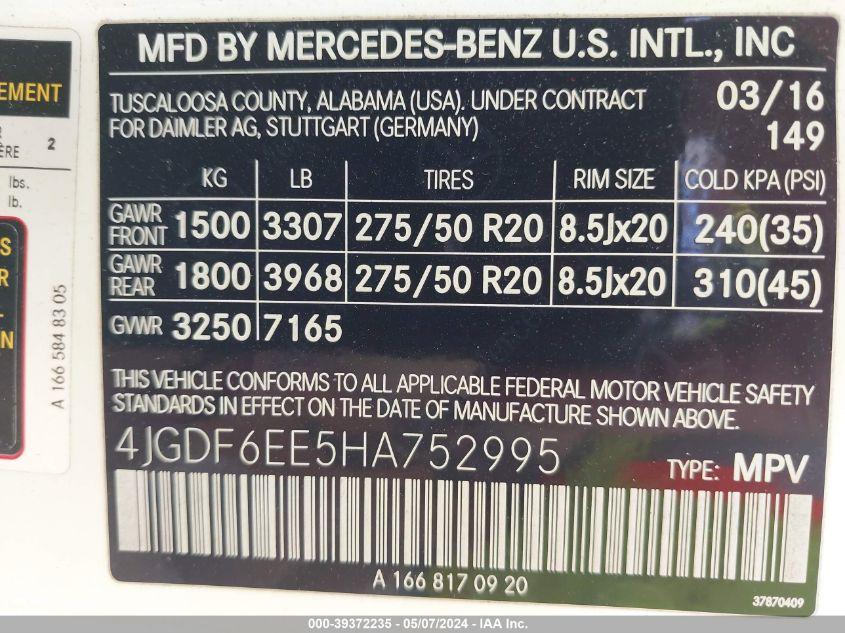 MFD BY MERCEDES-BENZ U.S. INTL., INC
TUSCALOOSA COUNTY, ALABAMA (USA). UNDER CONTRACT 03/16
FOR DAIMLER AG, STUTTGART (GERMANY) 149
KG LB TIRES RIM SIZE COLD KPA (PSI)
GAWR FRONT 1500 3307 275/50 R20 8.5Jx20 240(35)
GAWR REAR 1800 3968 275/50 R20 8.5Jx20 310(45)
GVWR 3250 7165
THIS VEHICLE CONFORMS TO ALL APPLICABLE FEDERAL MOTOR VEHICLE SAFETY
STANDARDS IN EFFECT ON THE DATE OF MANUFACTURE SHOWN ABOVE.
4JGDF6EE5HA752995 TYPE: MPV
A 166 817 09 20
37870409
EMENT
R
ÈRE 2
lbs.
lb.
S
R
L-
N
A 166 584 83 05
000-39372235 - 05/07/2024 - IAAI Inc.